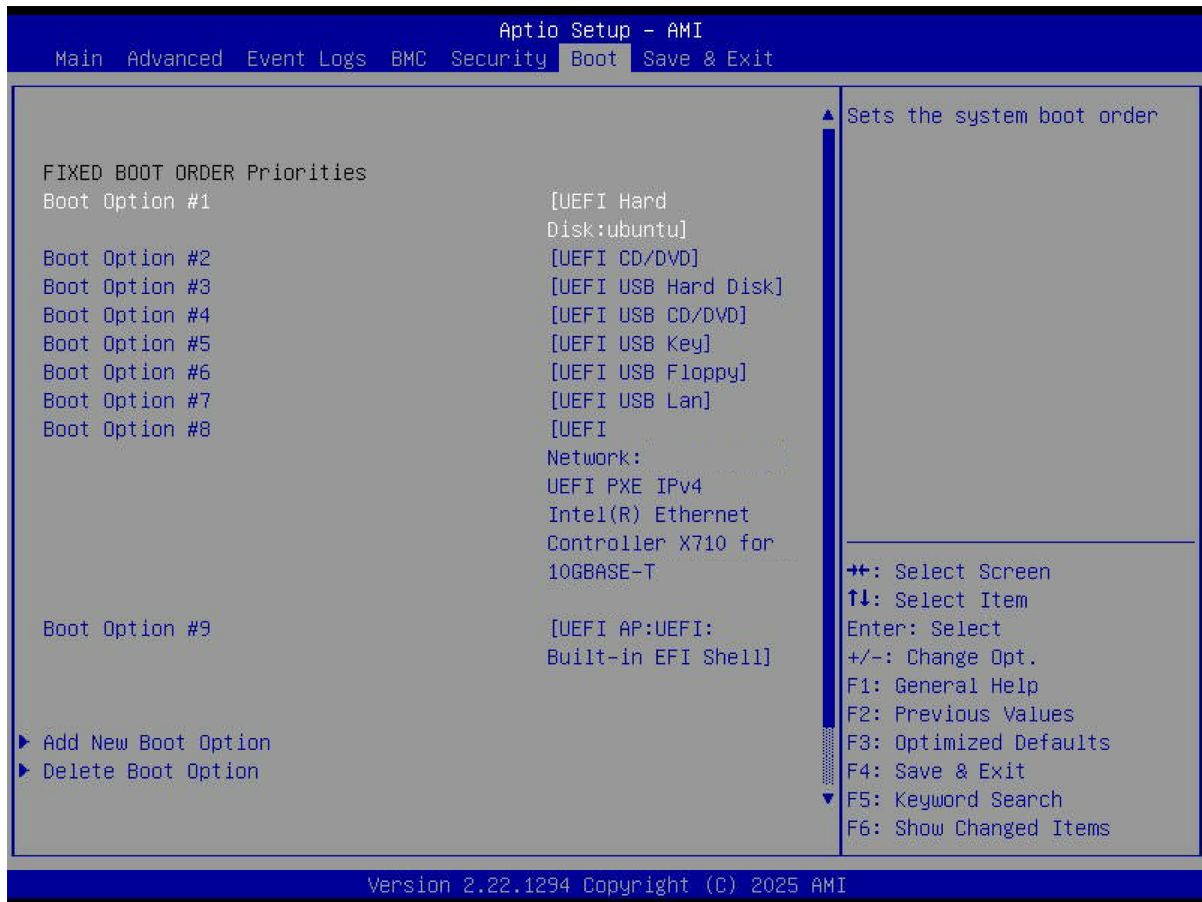 Aptio Setup – AMI
Main Advanced Event Logs BMC Security Boot Save & Exit
Sets the system boot order
FIXED BOOT ORDER Priorities
Boot Option #1 [UEFI Hard
Disk:ubuntu]
Boot Option #2 [UEFI CD/DVD]
Boot Option #3 [UEFI USB Hard Disk]
Boot Option #4 [UEFI USB CD/DVD]
Boot Option #5 [UEFI USB Key]
Boot Option #6 [UEFI USB Floppy]
Boot Option #7 [UEFI USB Lan]
Boot Option #8 [UEFI
Network:
UEFI PXE IPv4
Intel(R) Ethernet
Controller X710 for
10GBASE-T
Boot Option #9 [UEFI AP:UEFI:
Built-in EFI Shell]
Add New Boot Option
Delete Boot Option
→←: Select Screen
↑↓: Select Item
Enter: Select
+/-: Change Opt.
F1: General Help
F2: Previous Values
F3: Optimized Defaults
F4: Save & Exit
F5: Keyword Search
F6: Show Changed Items
Version 2.22.1294 Copyright (C) 2025 AMI